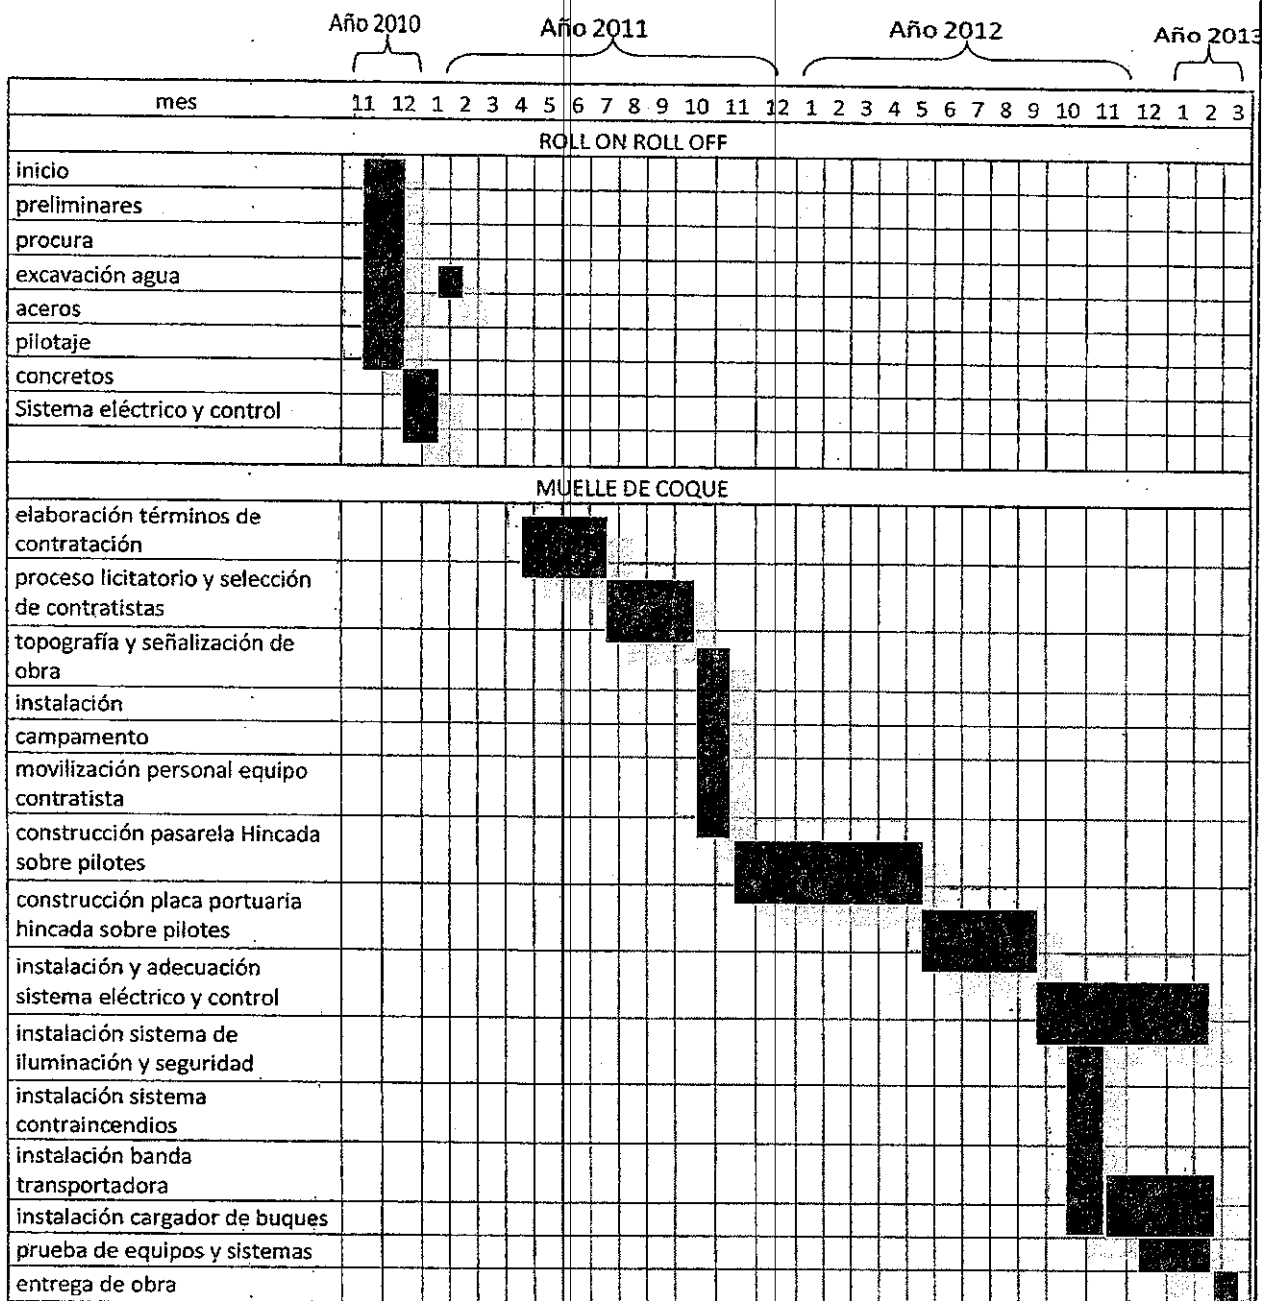 Año 2010 Año 2011 Año 2012 Año 2013
mes 11 12 1 2 3 4 5 6 7 8 9 10 11 12 1 2 3 4 5 6 7 8 9 10 11 12 1 2 3
ROLL ON ROLL OFF
inicio
preliminares
procura
excavación agua
aceros
pilotaje
concretos
Sistema eléctrico y control
MUELLE DE COQUE
elaboración términos de
contratación
proceso licitatorio y selección
de contratistas
topografía y señalización de
obra
instalación
campamento
movilización personal equipo
contratista
construcción pasarela Hincada
sobre pilotes
construcción placa portuaria
hincada sobre pilotes
instalación y adecuación
sistema eléctrico y control
instalación sistema de
iluminación y seguridad
instalación sistema
contraincendios
instalación banda
transportadora
instalación cargador de buques
prueba de equipos y sistemas
entrega de obra